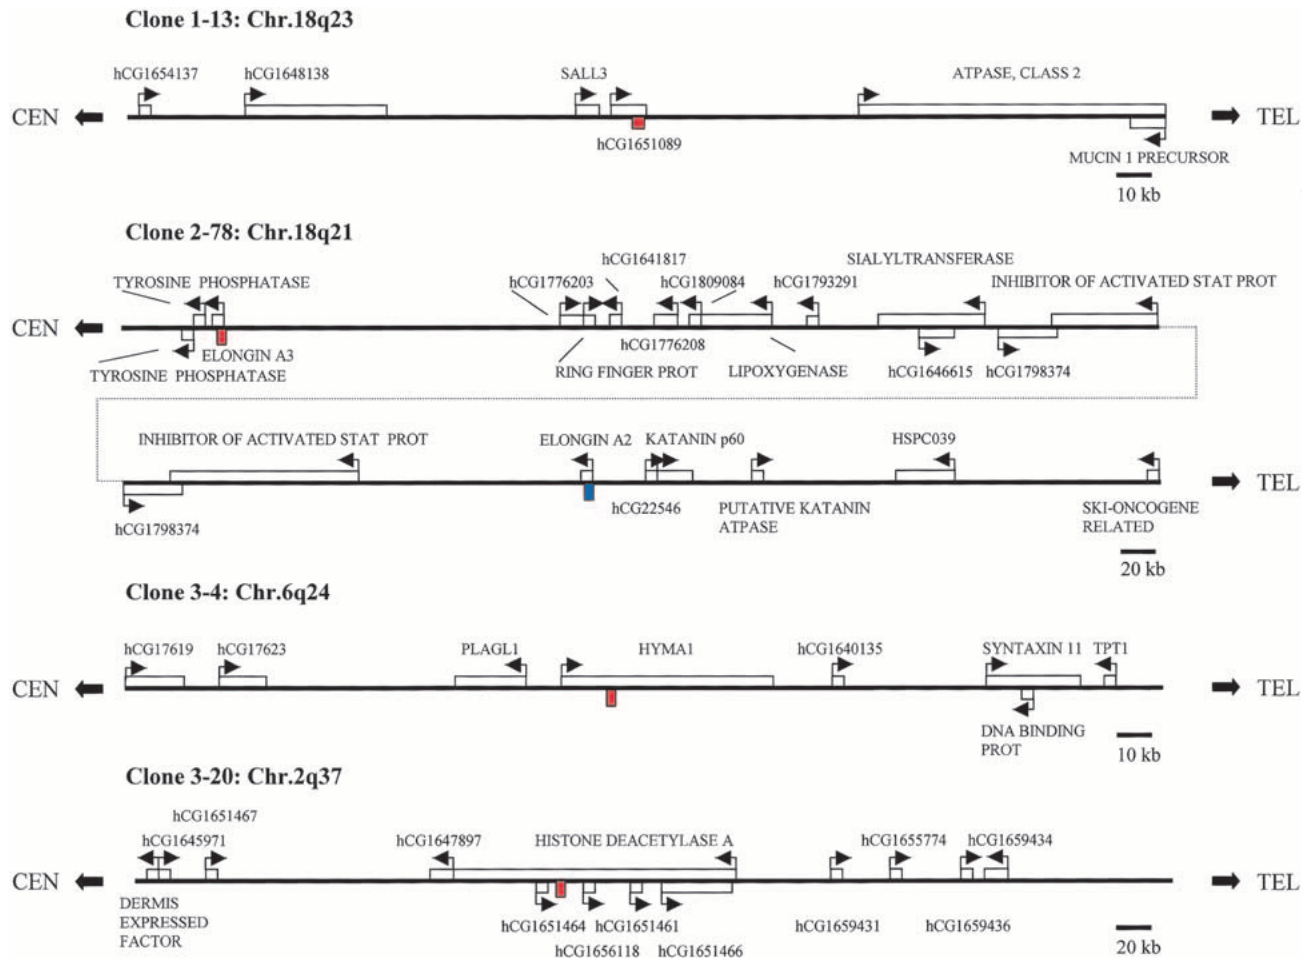 Clone 1-13: Chr.18q23
hCG1654137
hCG1648138
SALL3
ATPASE, CLASS 2
CEN
TEL
hCG1651089
MUCIN 1 PRECURSOR
10 kb
Clone 2-78: Chr.18q21
hCG1641817
SIALYLTRANSFERASE
TYROSINE PHOSPHATASE
hCG1776203
hCG1809084
hCG1793291
INHIBITOR OF ACTIVATED STAT PROT
CEN
TEL
hCG1776208
ELONGIN A3
TYROSINE PHOSPHATASE
RING FINGER PROT
LIPOXYGENASE
hCG1646615
hCG1798374
INHIBITOR OF ACTIVATED STAT PROT
ELONGIN A2
KATANIN p60
HSPC039
TEL
hCG1798374
hCG22546
PUTATIVE KATANIN
ATPASE
SKI-ONCOGENE
RELATED
20 kb
Clone 3-4: Chr.6q24
hCG17619
hCG17623
PLAGL1
HYMA1
hCG1640135
SYNTAXIN 11
TPT1
CEN
TEL
DNA BINDING
PROT
10 kb
Clone 3-20: Chr.2q37
hCG1651467
hCG1645971
hCG1647897
HISTONE DEACETYLASE A
hCG1655774
hCG1659434
CEN
TEL
DERMIS
EXPRESSED
FACTOR
hCG1651464
hCG1651461
hCG1659431
hCG1659436
hCG1656118
hCG1651466
20 kb